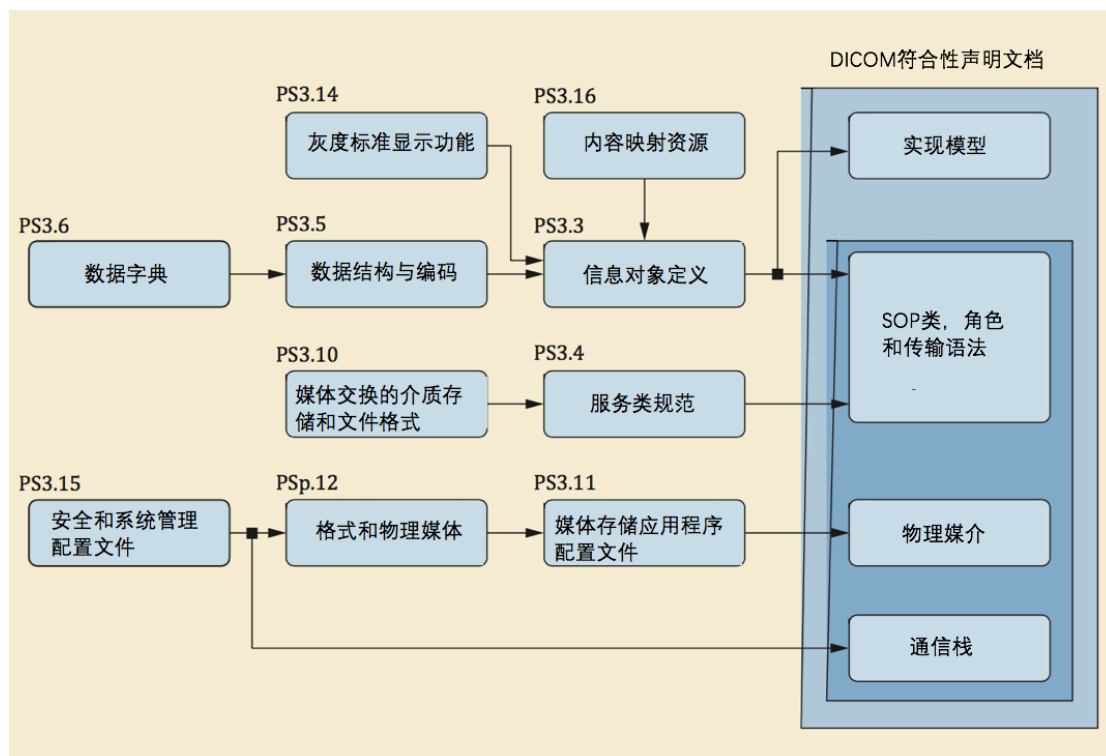 DICOM符合性声明文档
PS3.14
PS3.16
灰度标准显示功能
内容映射资源
实现模型
PS3.6
PS3.5
PS3.3
数据字典
数据结构与编码
信息对象定义
SOP类，角色
和传输语法
PS3.10
PS3.4
媒体交换的介质存
储和文件格式
服务类规范
PS3.15
PSp.12
PS3.11
安全和系统管理
配置文件
格式和物理媒体
媒体存储应用程序
配置文件
物理媒介
通信栈